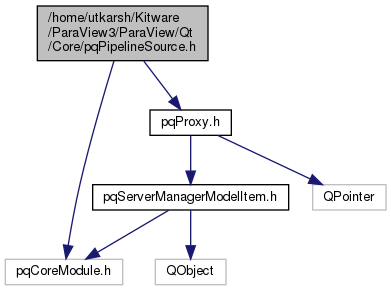 /home/utkarsh/Kitware
/ParaView3/ParaView/Qt
/Core/pqPipelineSource.h
pqProxy.h
pqServerManagerModelItem.h
QPointer
pqCoreModule.h
QObject